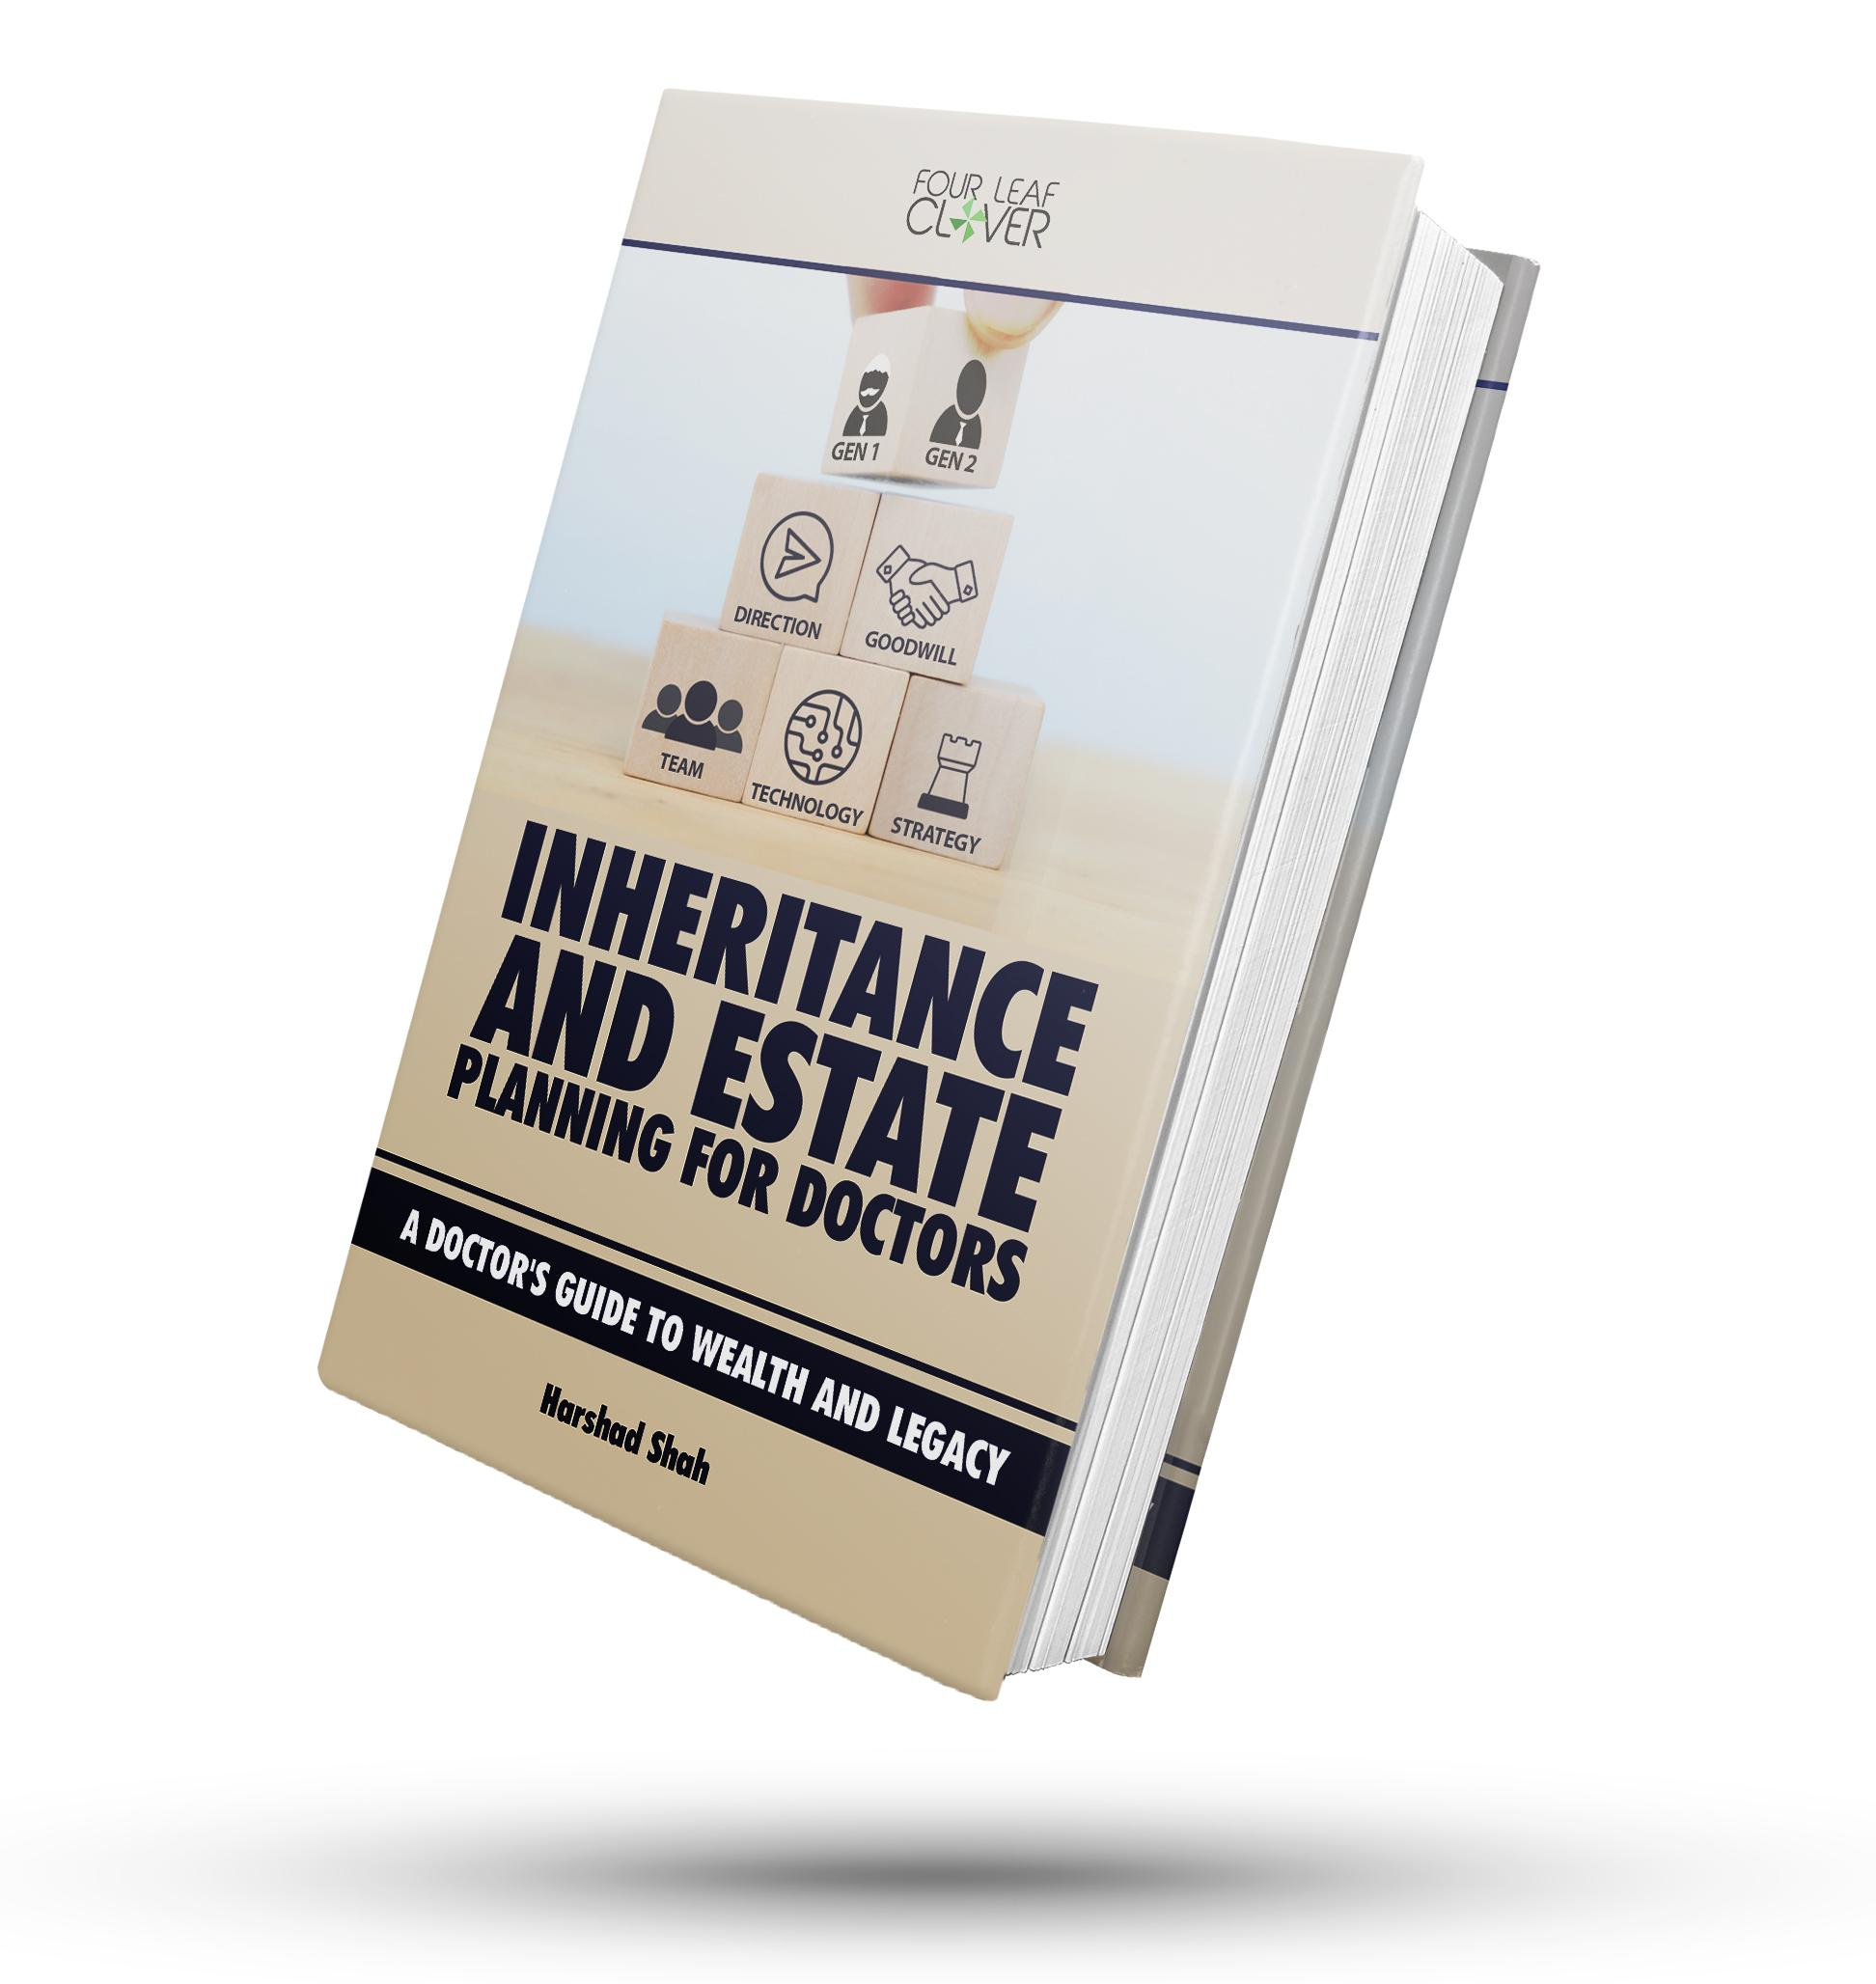 FOUR LEAF
CLOVER
GEN 1
GEN 2
DIRECTION
GOODWILL
TEAM
TECHNOLOGY
STRATEGY
INHERITANCE
AND ESTATE
PLANNING FOR DOCTORS
A DOCTOR'S GUIDE TO WEALTH AND LEGACY
Harshad Shah